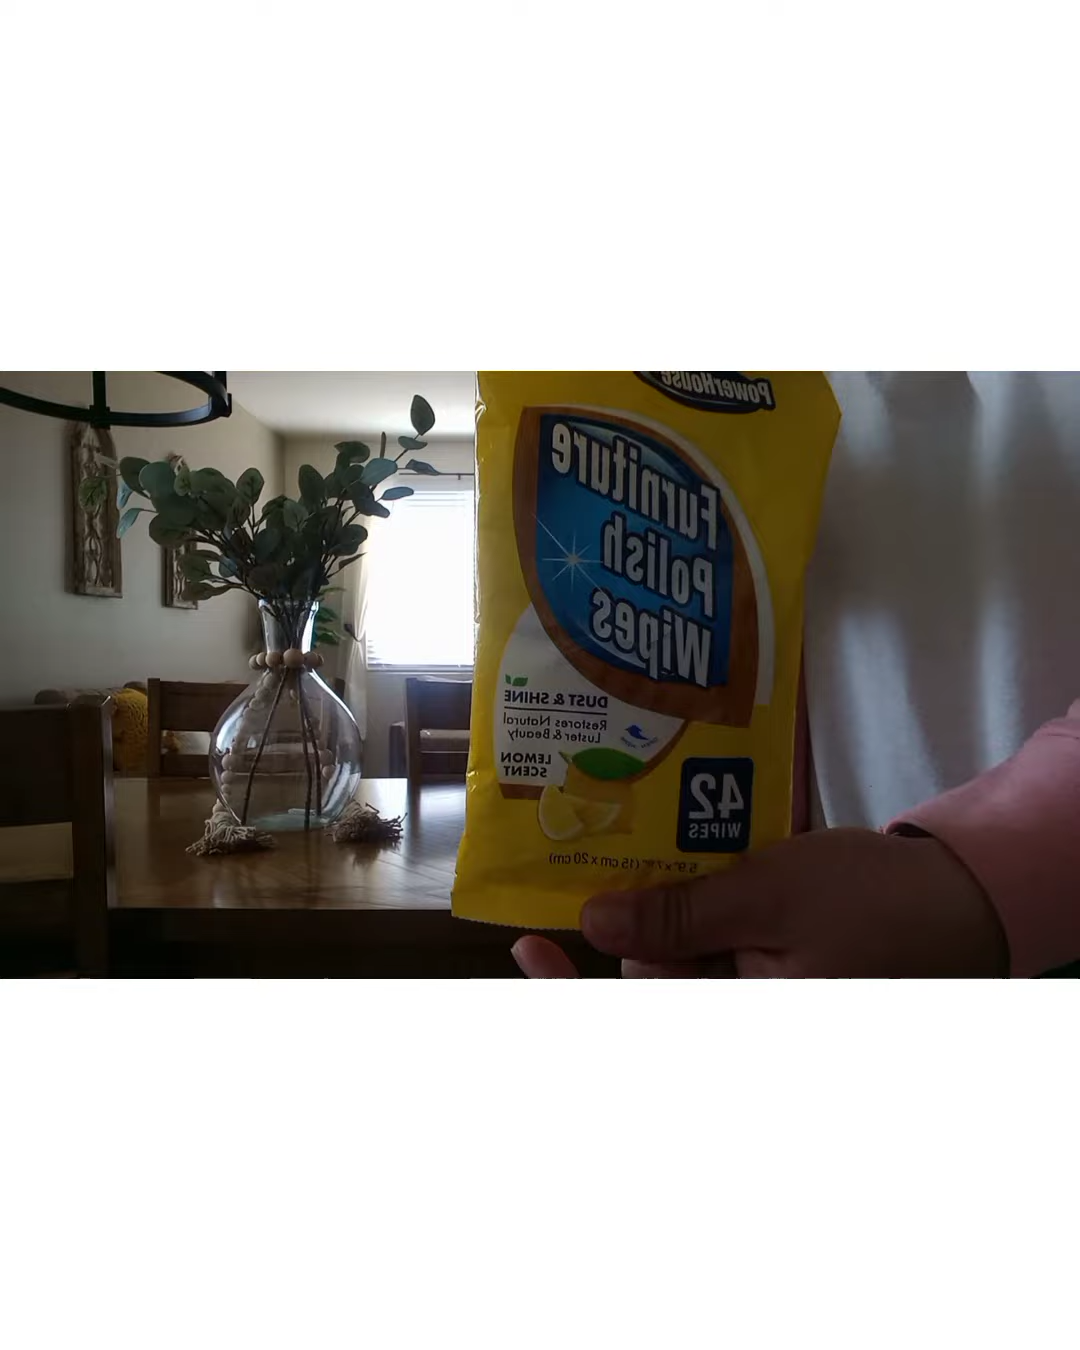 PowerHouse
Furniture
Polish
Wipes
DUST & SHINE
Restores Natural
Luster & Beauty
LEMON
SCENT
42
WIPES
(15 cm x 20 cm)